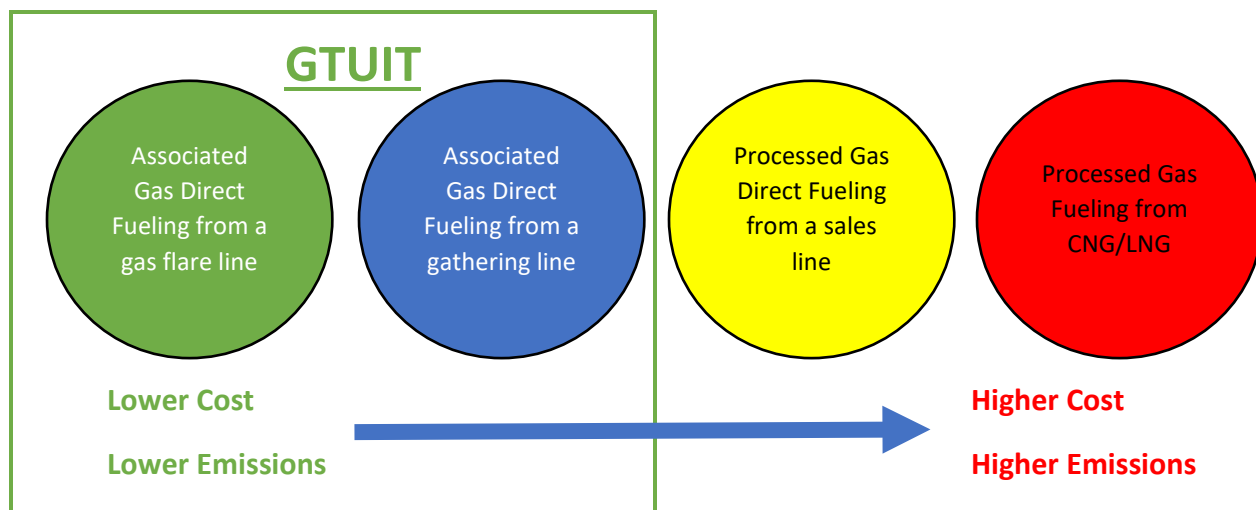 GTUIT
Associated
Gas Direct
Fueling from a
gas flare line
Associated
Gas Direct
Fueling from a
gathering line
Processed Gas
Direct Fueling
from a sales
line
Processed Gas
Fueling from
CNG/LNG
Lower Cost
Lower Emissions
Higher Cost
Higher Emissions